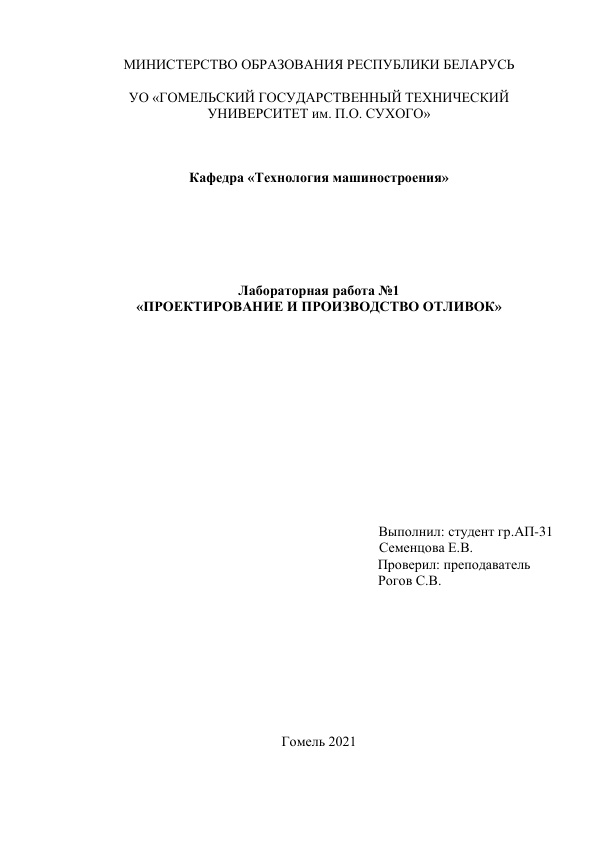 МИНИСТЕРСТВО ОБРАЗОВАНИЯ РЕСПУБЛИКИ БЕЛАРУСЬ
УО «ГОМЕЛЬСКИЙ ГОСУДАРСТВЕННЫЙ ТЕХНИЧЕСКИЙ
УНИВЕРСИТЕТ им. П.О. СУХОГО»
Кафедра «Технология машиностроения»
Лабораторная работа №1
«ПРОЕКТИРОВАНИЕ И ПРОИЗВОДСТВО ОТЛИВОК»
Выполнил: студент гр.АП-31
Семенцова Е.В.
Проверил: преподаватель
Рогов С.В.
Гомель 2021